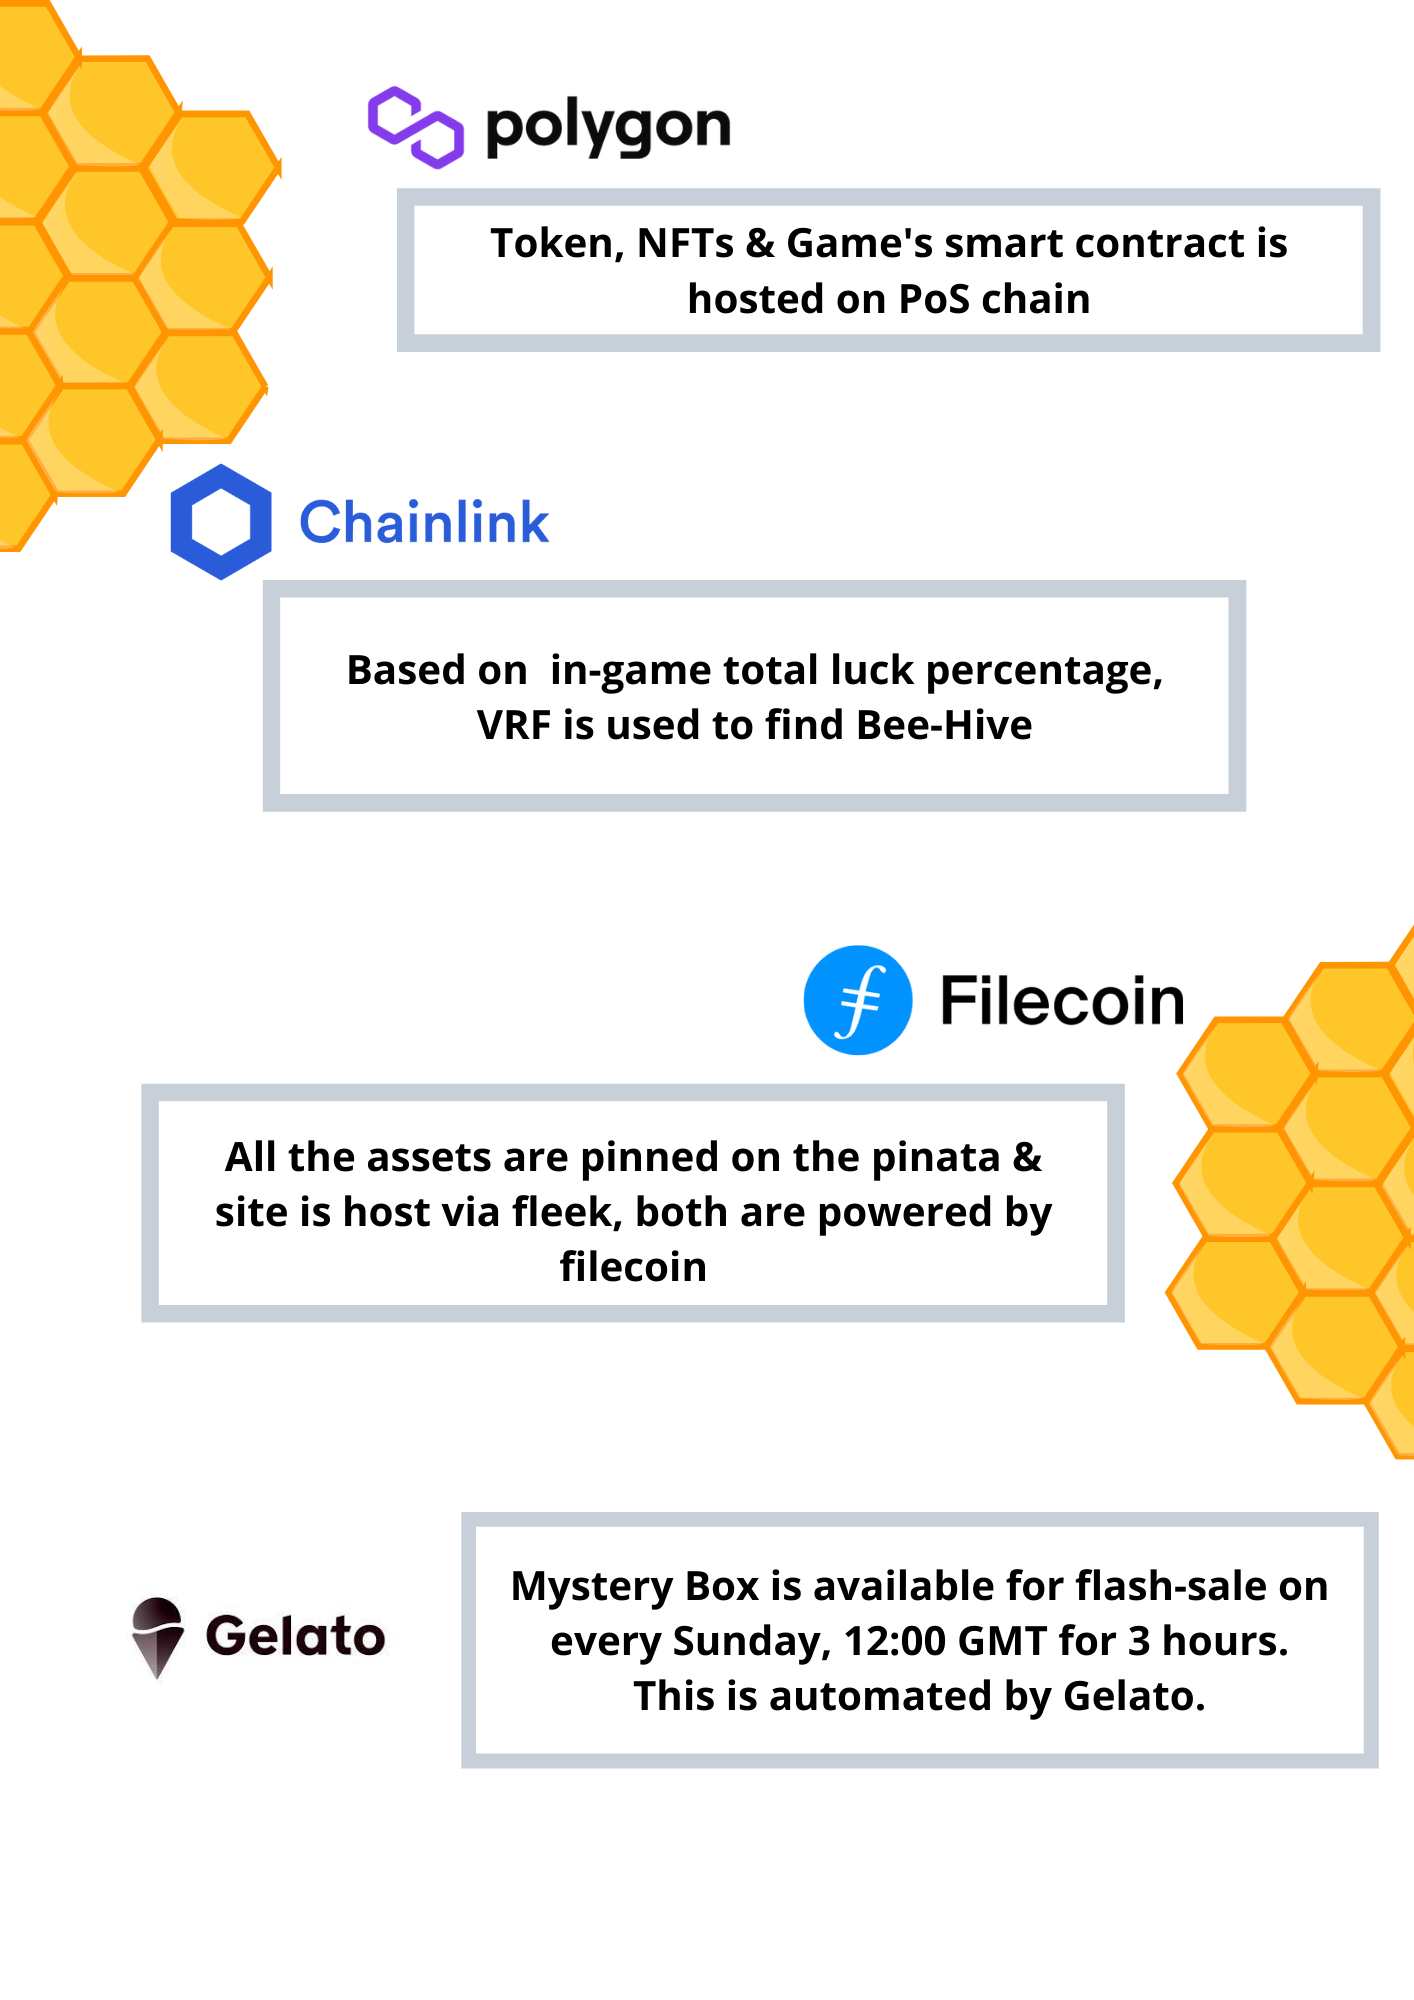 polygon
Token, NFTs & Game's smart contract is
hosted on PoS chain
Chainlink
Based on  in-game total luck percentage,
VRF is used to find Bee-Hive
Filecoin
All the assets are pinned on the pinata &
site is host via fleek, both are powered by
filecoin
Gelato
Mystery Box is available for flash-sale on
every Sunday, 12:00 GMT for 3 hours.
This is automated by Gelato.